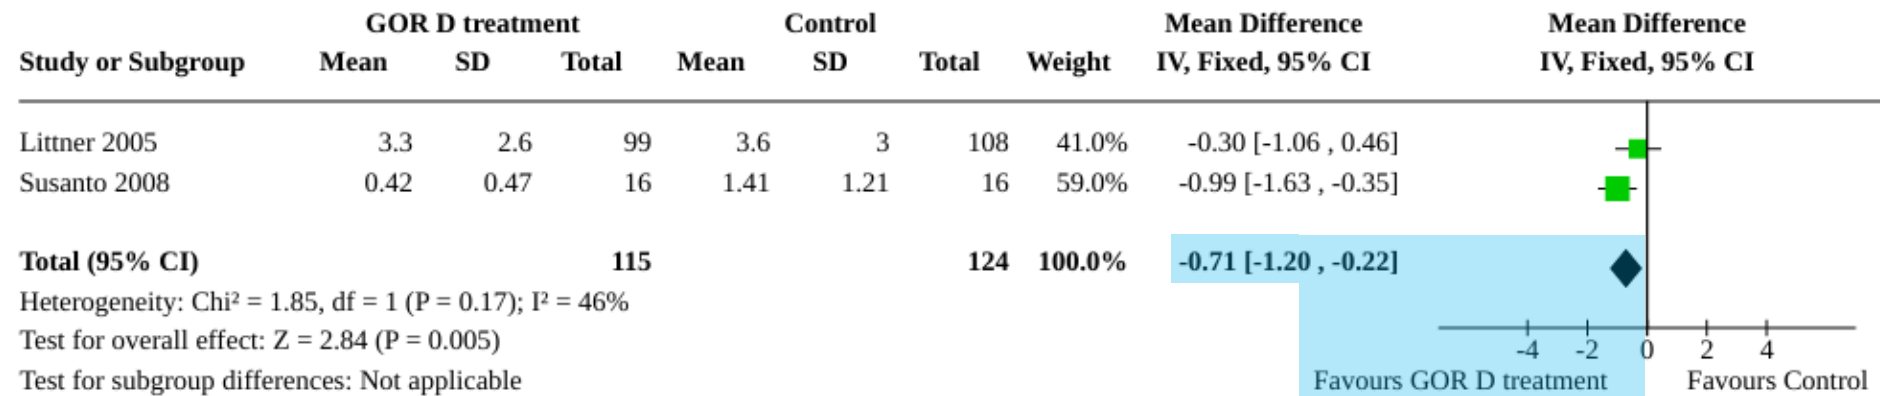 GOR D treatment Control Mean Difference Mean Difference
Study or Subgroup Mean SD Total Mean SD Total Weight IV, Fixed, 95% CI IV, Fixed, 95% CI
Littner 2005 3.3 2.6 99 3.6 3 108 41.0% -0.30 [-1.06 , 0.46]
Susanto 2008 0.42 0.47 16 1.41 1.21 16 59.0% -0.99 [-1.63 , -0.35]
Total (95% CI) 115 124 100.0% -0.71 [-1.20 , -0.22]
Heterogeneity: Chi² = 1.85, df = 1 (P = 0.17); I² = 46%
Test for overall effect: Z = 2.84 (P = 0.005)
-4 -2 0 2 4
Test for subgroup differences: Not applicable Favours GOR D treatment Favours Control